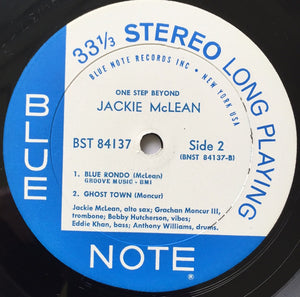 33⅓ STEREO LONG PLAYING
BLUE NOTE RECORDS INC • NEW YORK USA
ONE STEP BEYOND
JACKIE McLEAN
BST 84137
Side 2
(BNST 84137-B)
1. BLUE RONDO (McLean)
GROOVE MUSIC - BMI
2. GHOST TOWN (Moncur)
Jackie McLean, alto sax; Grachan Moncur III,
trombone; Bobby Hutcherson, vibes;
Eddie Khan, bass; Anthony Williams, drums.
BLUE
NOTE
®